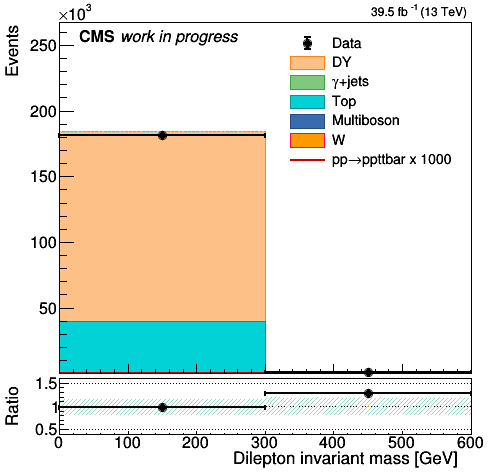 ×10³
39.5 fb⁻¹ (13 TeV)
CMS work in progress
Events
250
200
150
100
50
Data
DY
γ+jets
Top
Multiboson
W
pp→ppttbar x 1000
Ratio
1.5
1
0.5
0 100 200 300 400 500 600
Dilepton invariant mass [GeV]